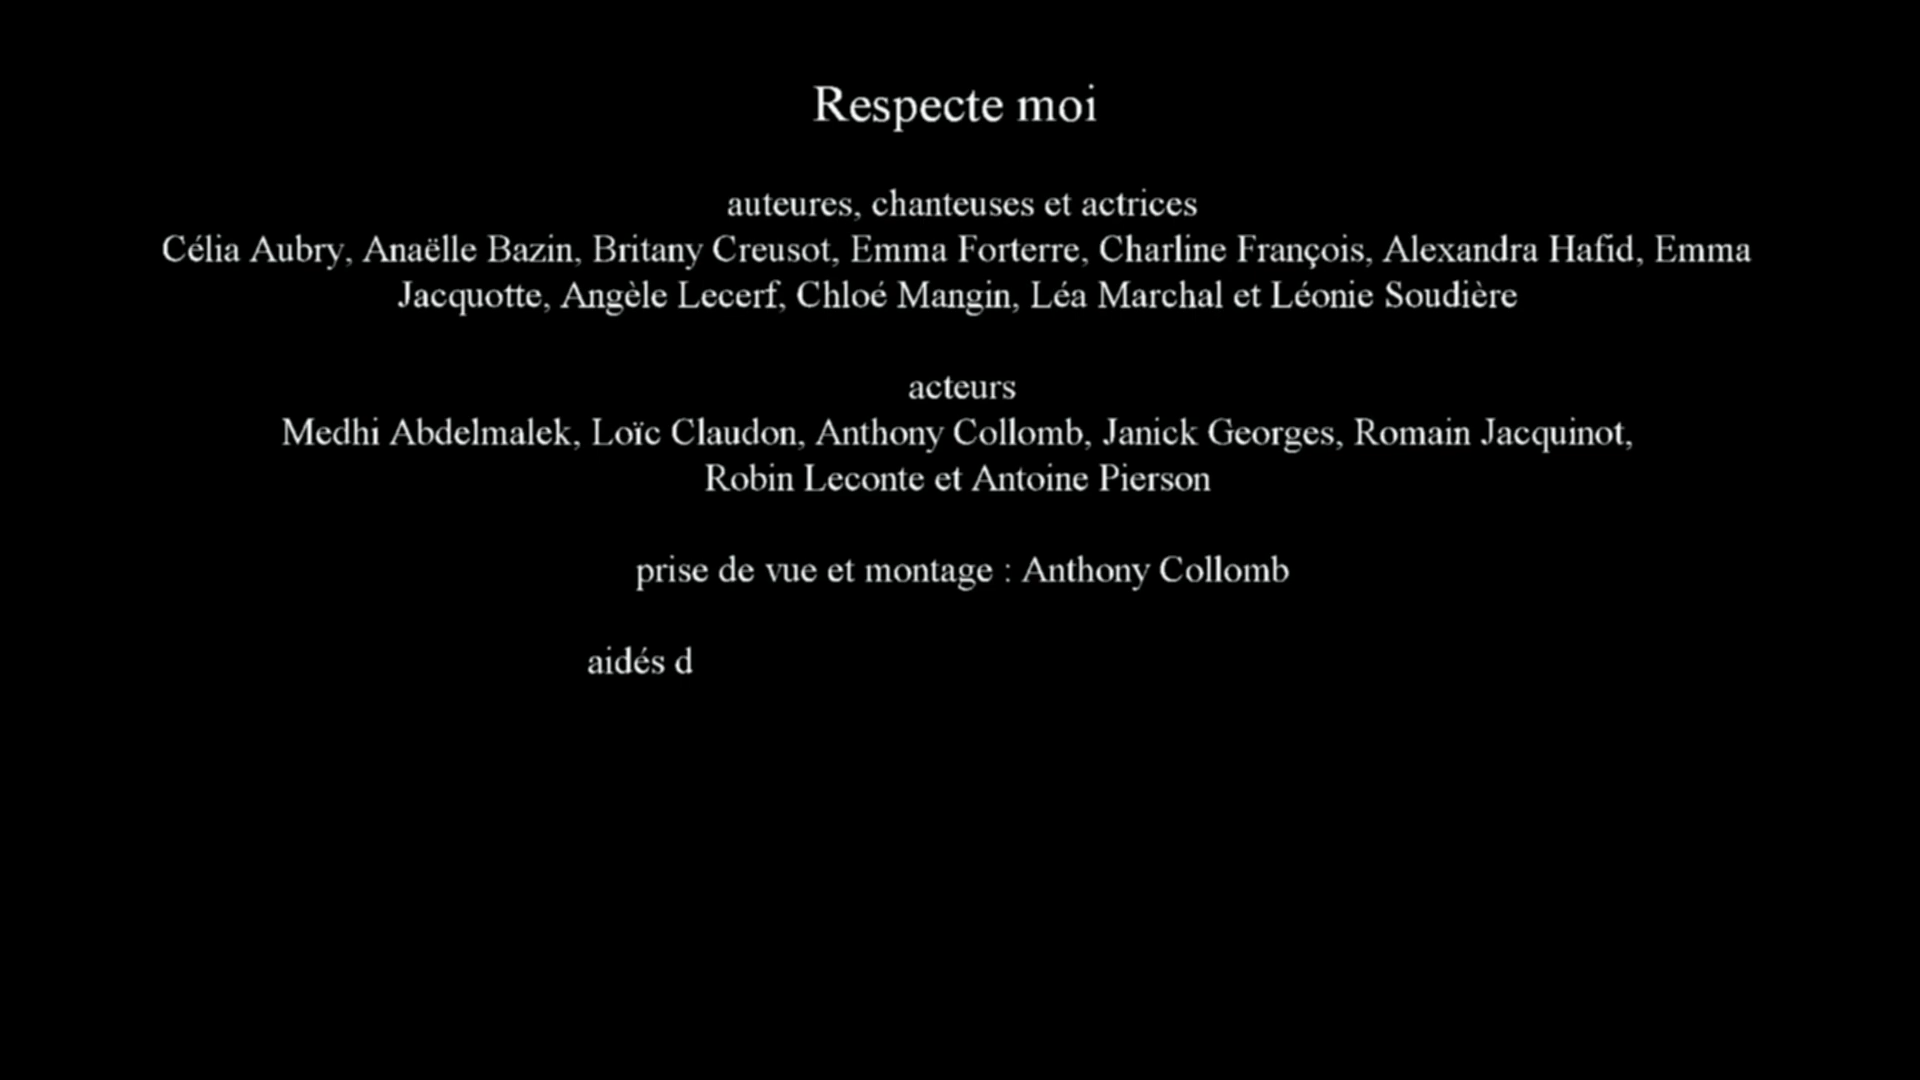 Respecte moi
auteures, chanteuses et actrices
Célia Aubry, Anaëlle Bazin, Britany Creusot, Emma Forterre, Charline François, Alexandra Hafid, Emma
Jacquotte, Angèle Lecerf, Chloé Mangin, Léa Marchal et Léonie Soudière
acteurs
Medhi Abdelmalek, Loïc Claudon, Anthony Collomb, Janick Georges, Romain Jacquinot,
Robin Leconte et Antoine Pierson
prise de vue et montage : Anthony Collomb
aidés d